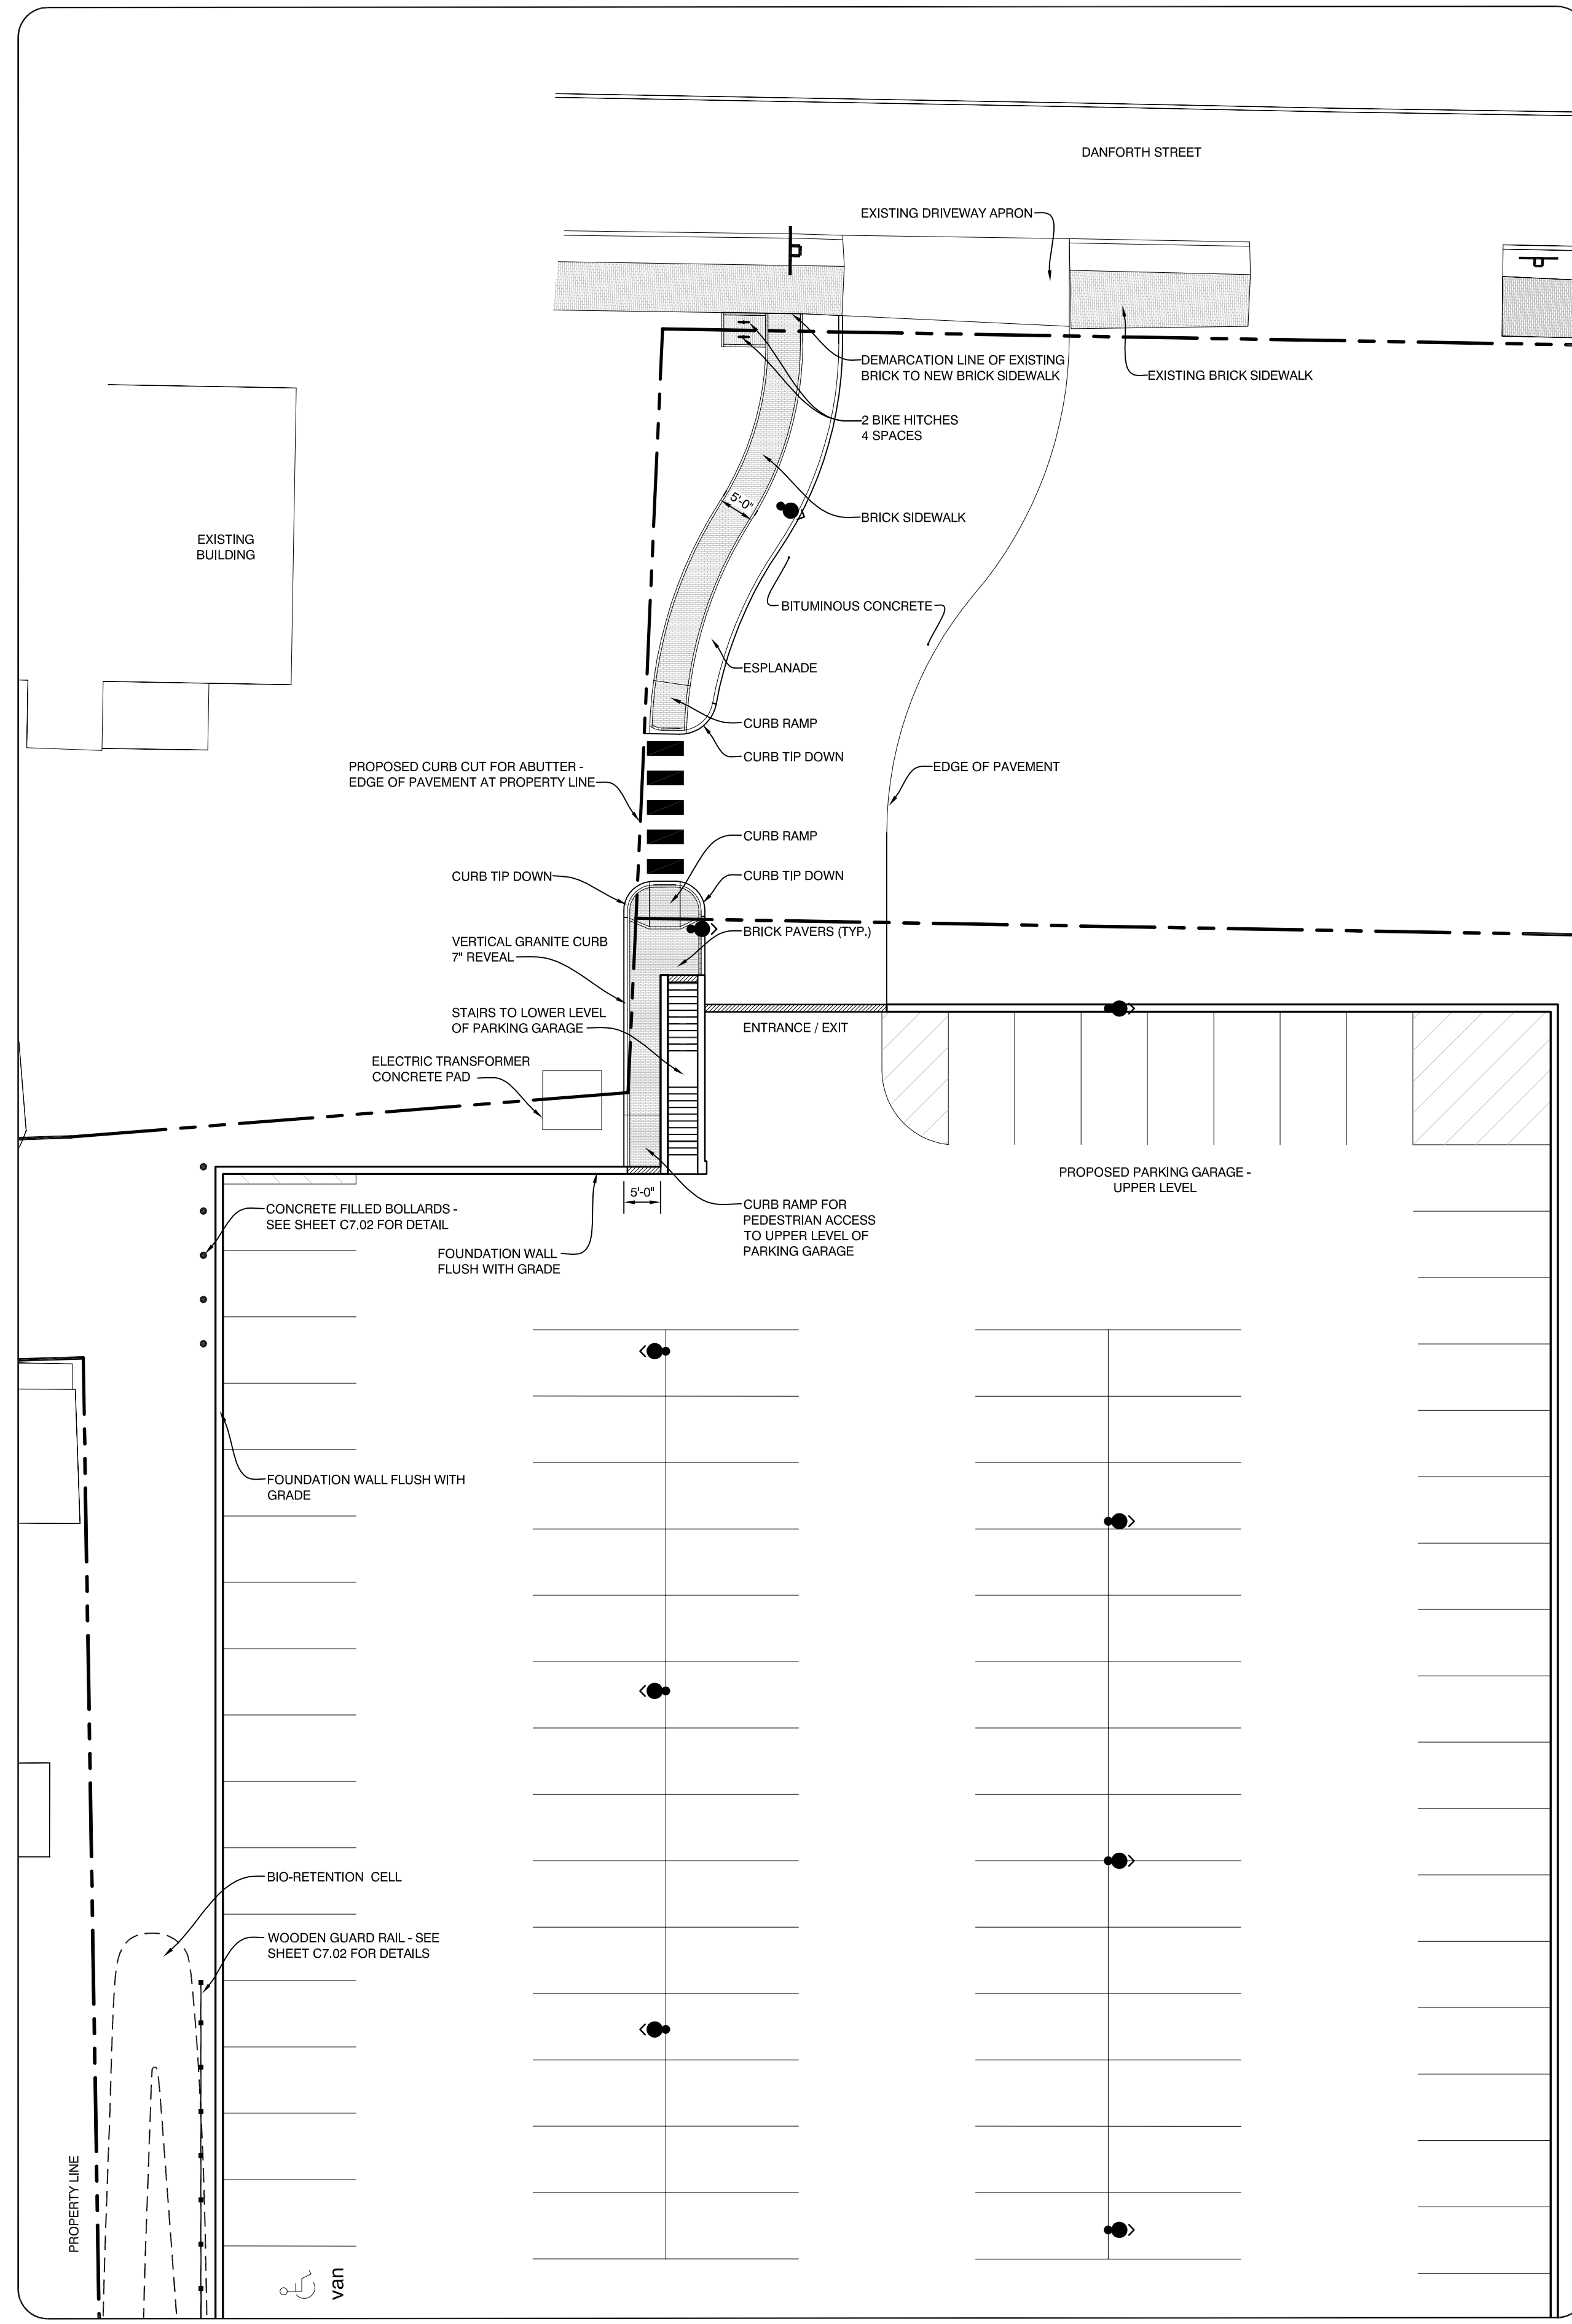 DANFORTH STREET
EXISTING DRIVEWAY APRON
DEMARCATION LINE OF EXISTING
BRICK TO NEW BRICK SIDEWALK
EXISTING BRICK SIDEWALK
2 BIKE HITCHES
4 SPACES
5'-0"
BRICK SIDEWALK
EXISTING
BUILDING
BITUMINOUS CONCRETE
ESPLANADE
CURB RAMP
CURB TIP DOWN
PROPOSED CURB CUT FOR ABUTTER -
EDGE OF PAVEMENT AT PROPERTY LINE
EDGE OF PAVEMENT
CURB RAMP
CURB TIP DOWN
CURB TIP DOWN
BRICK PAVERS (TYP.)
VERTICAL GRANITE CURB
7" REVEAL
STAIRS TO LOWER LEVEL
OF PARKING GARAGE
ENTRANCE / EXIT
ELECTRIC TRANSFORMER
CONCRETE PAD
PROPOSED PARKING GARAGE -
UPPER LEVEL
5'-0"
CONCRETE FILLED BOLLARDS -
SEE SHEET C7.02 FOR DETAIL
CURB RAMP FOR
PEDESTRIAN ACCESS
TO UPPER LEVEL OF
PARKING GARAGE
FOUNDATION WALL
FLUSH WITH GRADE
FOUNDATION WALL FLUSH WITH
GRADE
BIO-RETENTION CELL
WOODEN GUARD RAIL - SEE
SHEET C7.02 FOR DETAILS
PROPERTY LINE
van